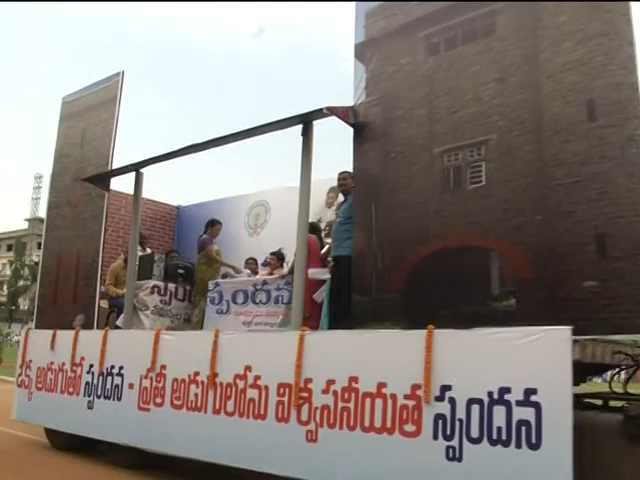 స్పందన
ఒక్క అడుగుతో స్పందన - ప్రతీ అడుగులోను విశ్వసనీయత స్పందన